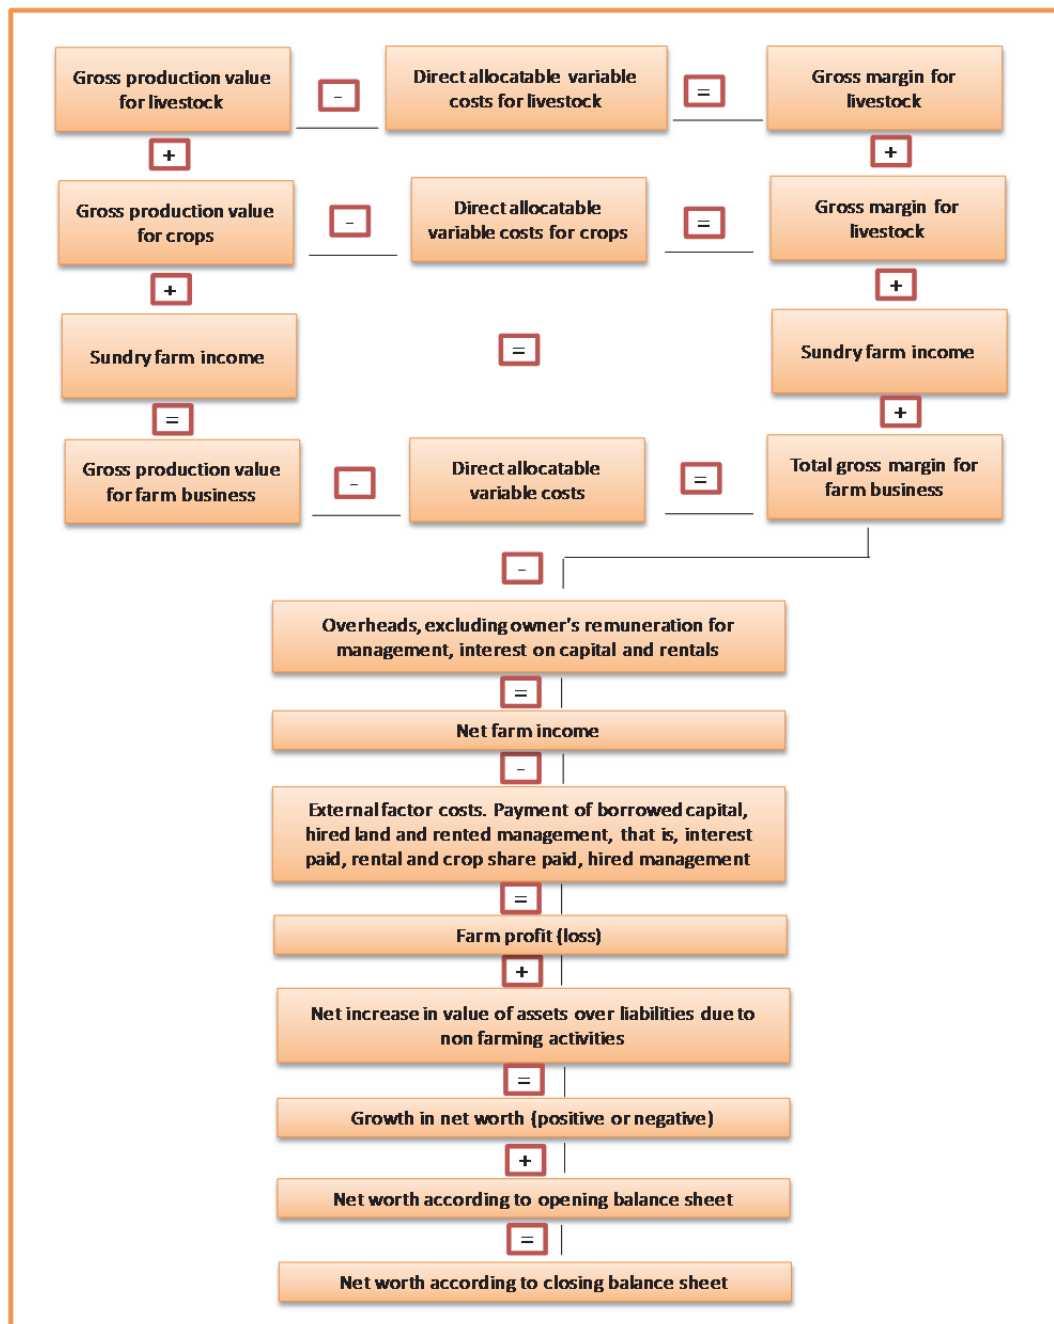 Gross production value
for livestock
-
Direct allocatable variable
costs for livestock
=
Gross margin for
livestock
+
+
Gross production value
for crops
-
Direct allocatable
variable costs for crops
=
Gross margin for
livestock
+
+
Sundry farm income
=
Sundry farm income
=
+
Gross production value
for farm business
-
Direct allocatable
variable costs
=
Total gross margin for
farm business
-
Overheads, excluding owner's remuneration for
management, interest on capital and rentals
=
Net farm income
-
External factor costs. Payment of borrowed capital,
hired land and rented management, that is, interest
paid, rental and crop share paid, hired management
=
Farm profit (loss)
+
Net increase in value of assets over liabilities due to
non farming activities
=
Growth in net worth (positive or negative)
+
Net worth according to opening balance sheet
=
Net worth according to closing balance sheet